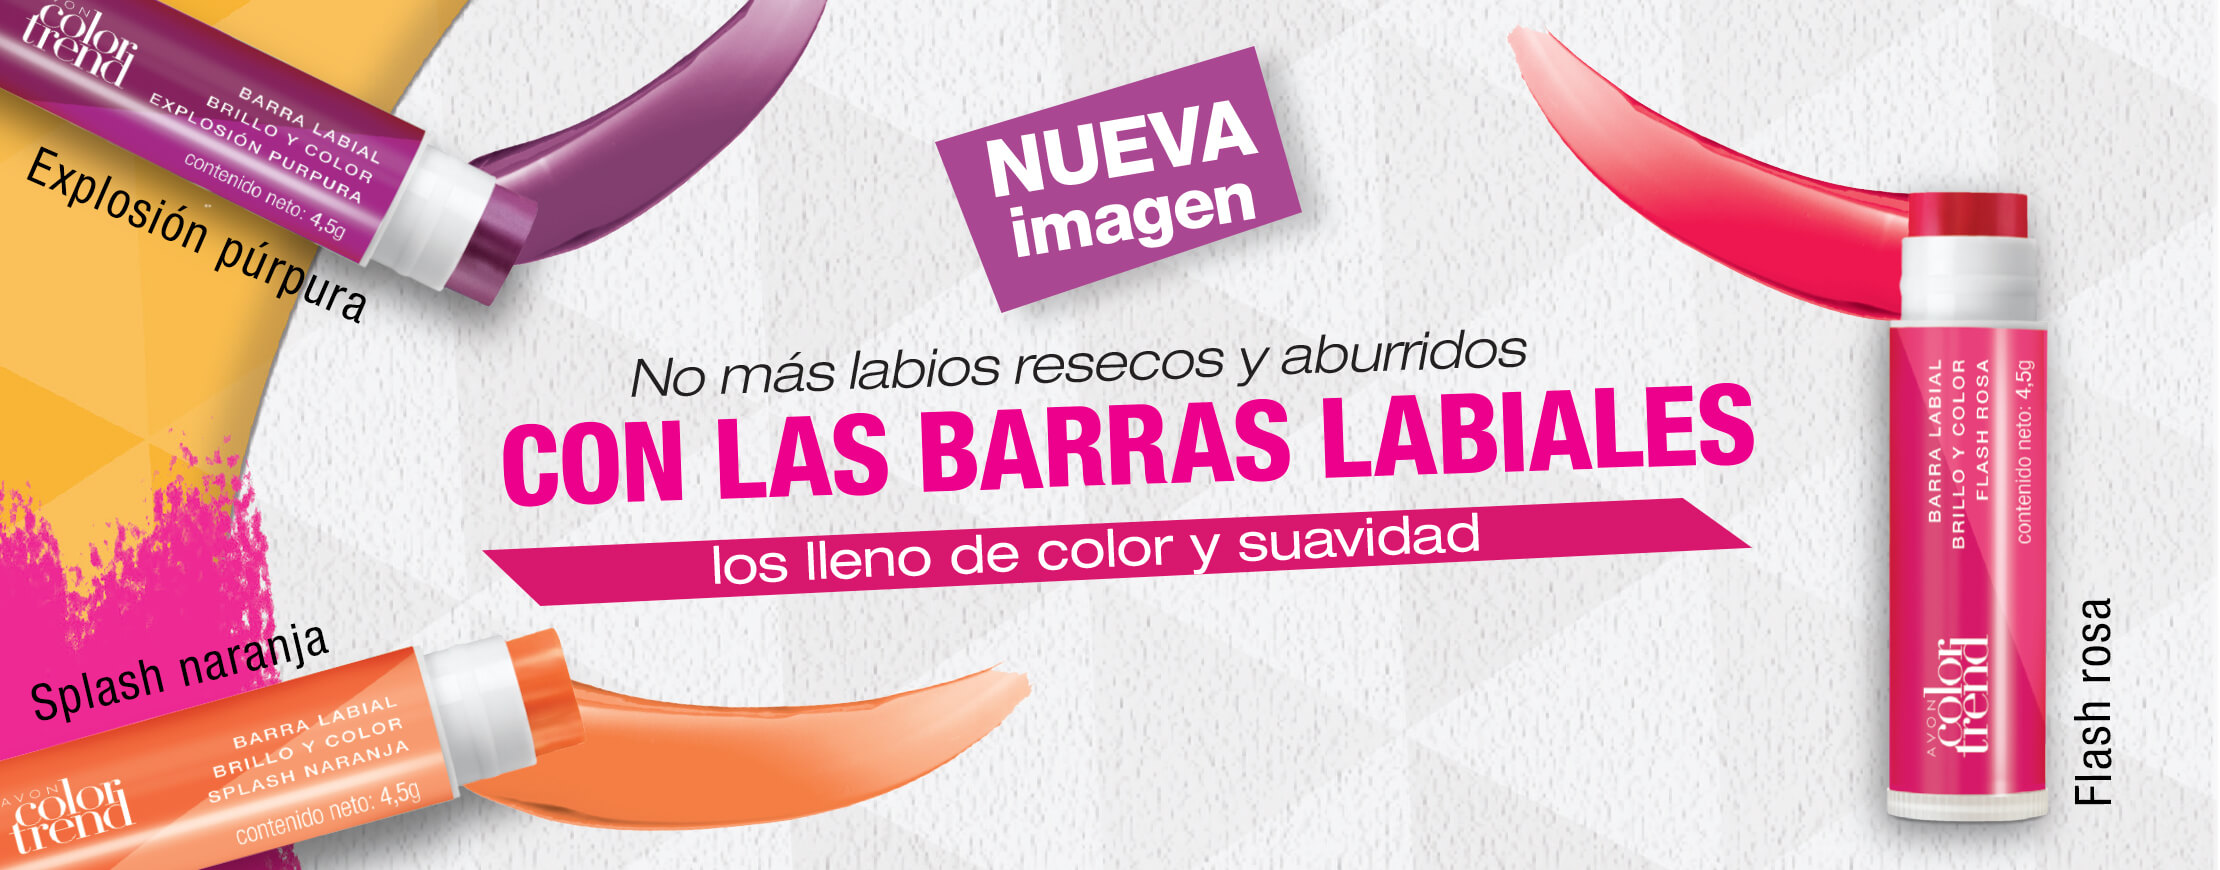 AVON
color
trend
BARRA LABIAL
BRILLO Y COLOR
EXPLOSIÓN PURPURA
contenido neto: 4,5g
Explosión púrpura
NUEVA
imagen
No más labios resecos y aburridos
CON LAS BARRAS LABIALES
los lleno de color y suavidad
Splash naranja
AVON
color
trend
BARRA LABIAL
BRILLO Y COLOR
SPLASH NARANJA
contenido neto: 4,5g
BARRA LABIAL
BRILLO Y COLOR
FLASH ROSA
contenido neto: 4,5g
AVON
color
trend
Flash rosa